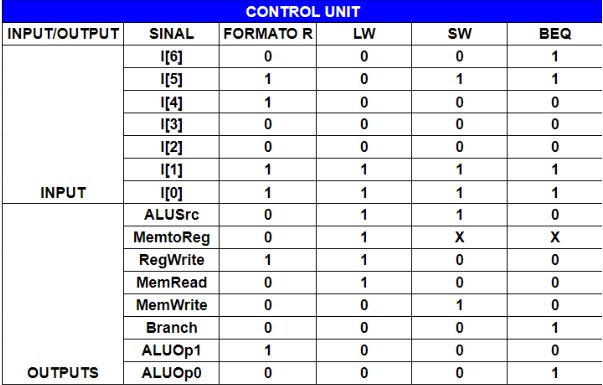 CONTROL UNIT
INPUT/OUTPUT SINAL FORMATO R LW SW BEQ
I[6] 0 0 0 1
I[5] 1 0 1 1
I[4] 1 0 0 0
I[3] 0 0 0 0
I[2] 0 0 0 0
I[1] 1 1 1 1
INPUT I[0] 1 1 1 1
ALUSrc 0 1 1 0
MemtoReg 0 1 X X
RegWrite 1 1 0 0
MemRead 0 1 0 0
MemWrite 0 0 1 0
Branch 0 0 0 1
ALUOp1 1 0 0 0
OUTPUTS ALUOp0 0 0 0 1